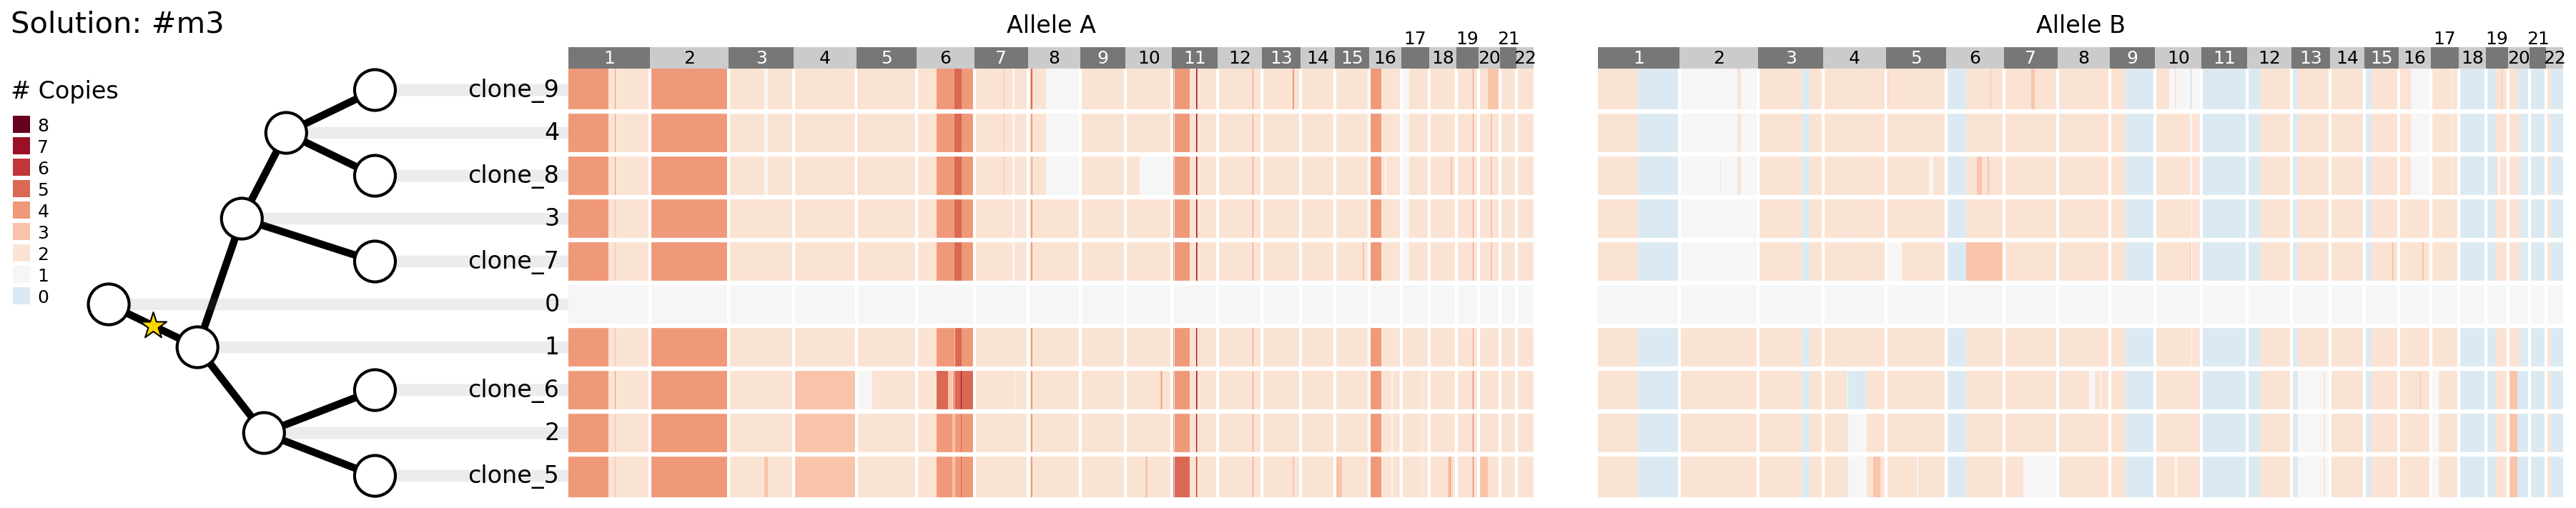 Solution: #m3
Allele A
Allele B
17 19 21
17 19 21
1 2 3 4 5 6 7 8 9 10 11 12 13 14 15 16 18 20 22
1 2 3 4 5 6 7 8 9 10 11 12 13 14 15 16 18 20 22
# Copies
8
7
6
5
4
3
2
1
0
clone_9
4
clone_8
3
clone_7
0
1
clone_6
2
clone_5